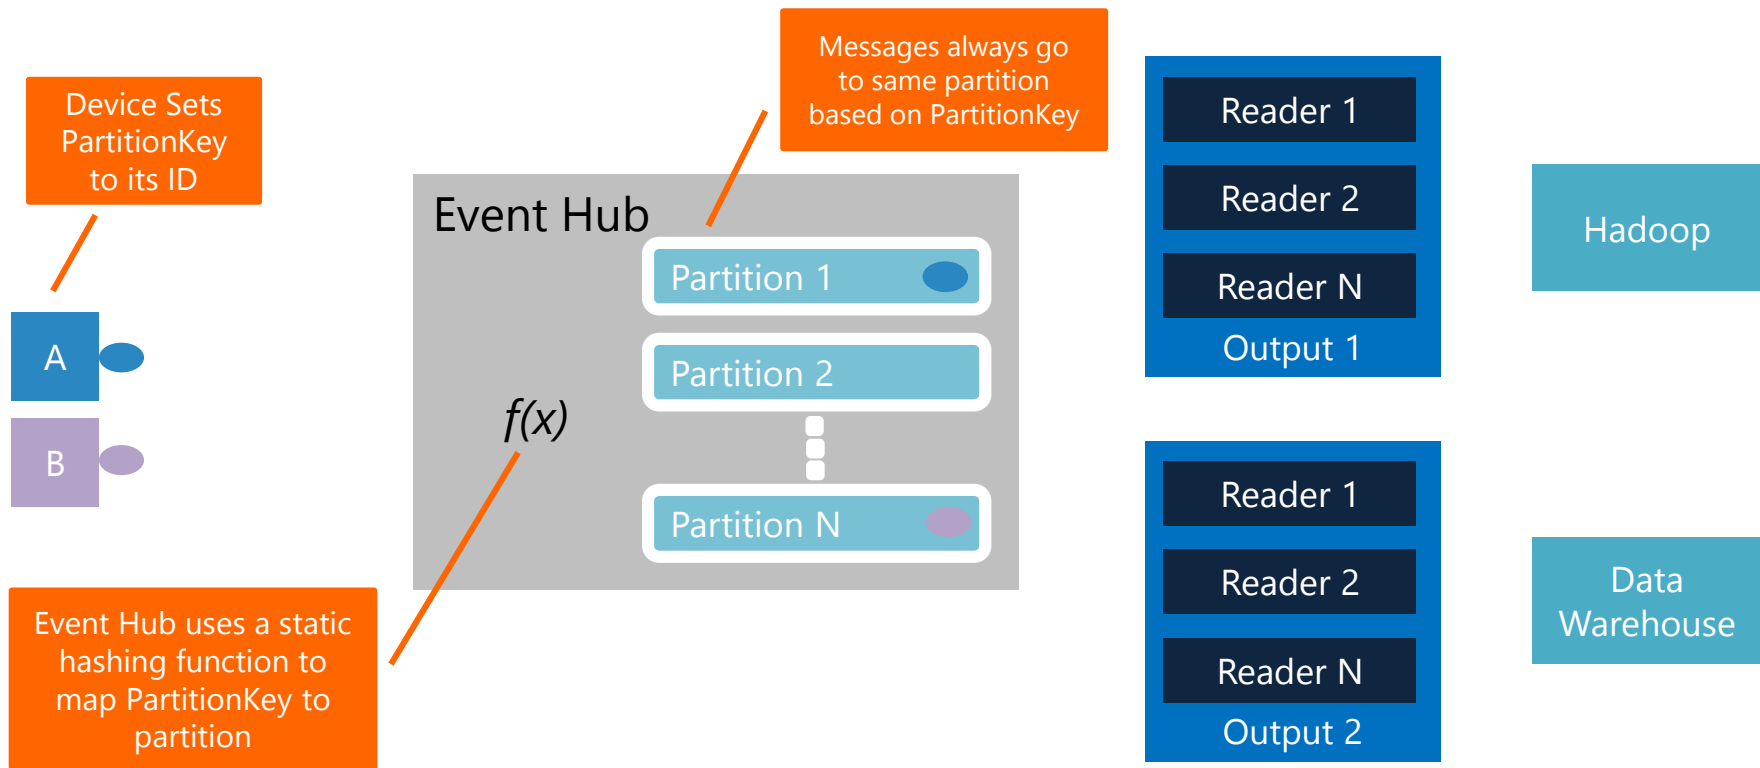 Device Sets
PartitionKey
to its ID
A
B
Event Hub uses a static
hashing function to
map PartitionKey to
partition
Event Hub
f(x)
Messages always go
to same partition
based on PartitionKey
Partition 1
Partition 2
Partition N
Reader 1
Reader 2
Reader N
Output 1
Reader 1
Reader 2
Reader N
Output 2
Hadoop
Data
Warehouse